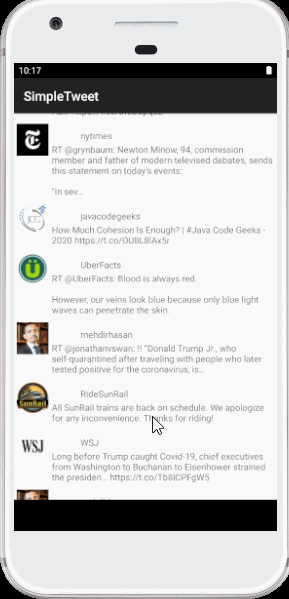 10:17
SimpleTweet
nytimes
RT @grynbaum: Newton Minow, 94, commission
member and father of modern televised debates, sends
this statement on today's events:
"In sev...
javacodegeeks
How Much Cohesion Is Enough? | #Java Code Geeks -
2020 https://t.co/OU8L8lAx5r
UberFacts
RT @UberFacts: Blood is always red.
However, our veins look blue because only blue light
waves can penetrate the skin.
mehdirhasan
RT @jonathanvswan: !! "Donald Trump Jr., who
self-quarantined after traveling with people who later
tested positive for the coronavirus, is...
RideSunRail
All SunRail trains are back on schedule. We apologize
for any inconvenience. Thanks for riding!
WSJ
WSJ
Long before Trump caught Covid-19, chief executives
from Washington to Buchanan to Eisenhower strained
the presiden... https://t.co/Tb8ICPFgW5